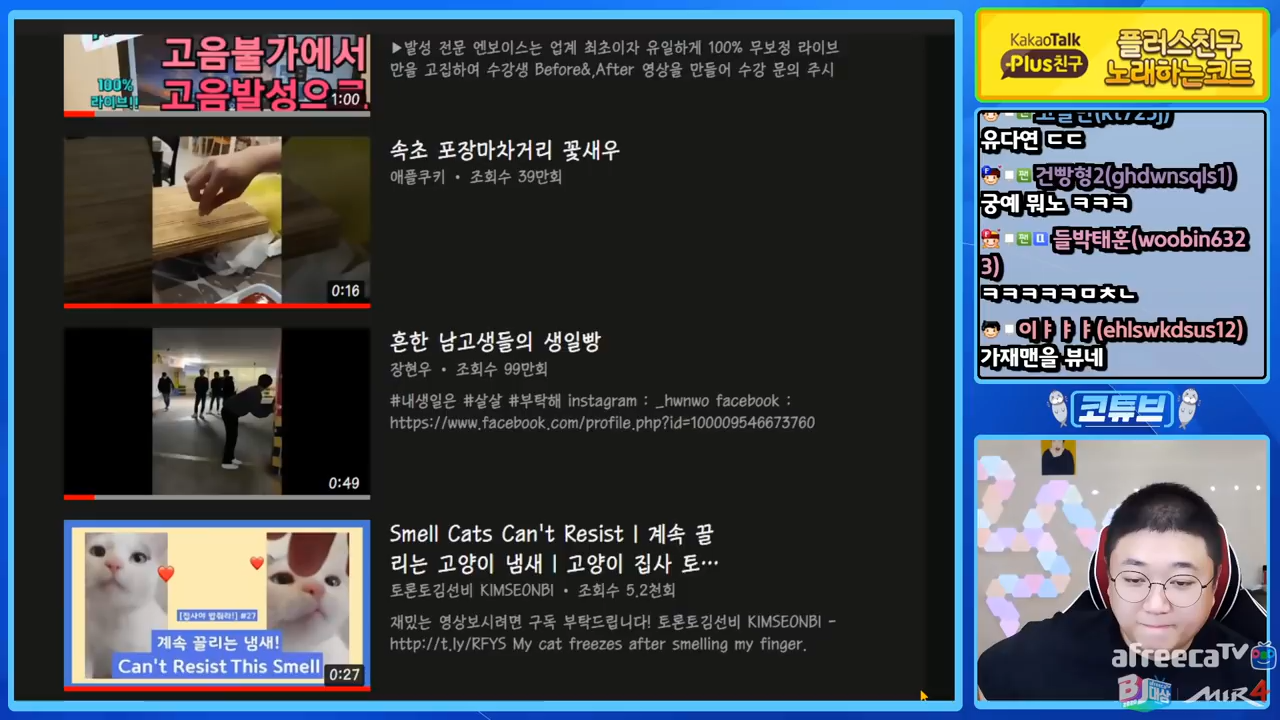 고음불가에서
100%
라이브!!
고음발성으로
1:00
▶발성 전문 엔보이스는 업계 최초이자 유일하게 100% 무보정 라이브
만을 고집하여 수강생 Before&After 영상을 만들어 수강 문의 주시
속초 포장마차거리 꽃새우
애플쿠키 • 조회수 39만회
0:16
흔한 남고생들의 생일빵
장현우 • 조회수 99만회
#내생일은 #살살 #부탁해 instagram : _hwnwo facebook :
https://www.facebook.com/profile.php?id=100009546673760
0:49
Smell Cats Can't Resist | 계속 끌
리는 고양이 냄새 | 고양이 집사 토…
토론토김선비 KIMSEONBI • 조회수 5.2천회
재밌는 영상보시려면 구독 부탁드립니다! 토론토김선비 KIMSEONBI -
http://t.ly/RFYS My cat freezes after smelling my finger.
[집사야 밥줘라!] #27
계속 끌리는 냄새!
Can't Resist This Smell
0:27
KakaoTalk
Plus친구
플러스친구
노래하는코트
유다연 ㄷㄷ
팬 건빵형2(ghdwnsqls1)
궁예 뭐노 ㅋㅋㅋ
팬 들박태훈(woobin632
3)
ㅋㅋㅋㅋㅋㅁㅊㄴ
이ㅑㅑㅑ(ehlswkdsus12)
가재맨을 뷰네
코튜브
afreecaTV
BJ대상
MIR4